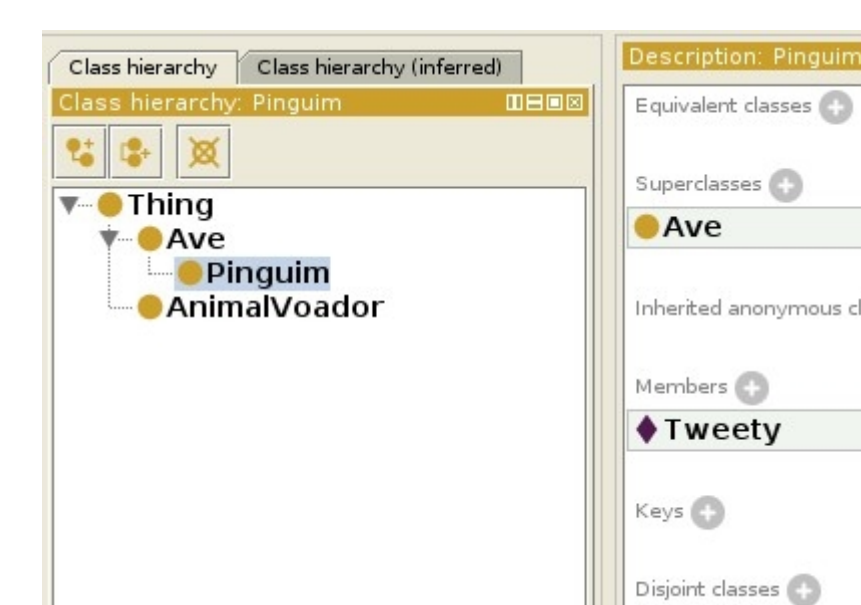 Class hierarchy
Class hierarchy (inferred)
Class hierarchy: Pinguim
Thing
Ave
Pinguim
AnimalVoador
Description: Pinguim
Equivalent classes
Superclasses
Ave
Inherited anonymous cl
Members
Tweety
Keys
Disjoint classes